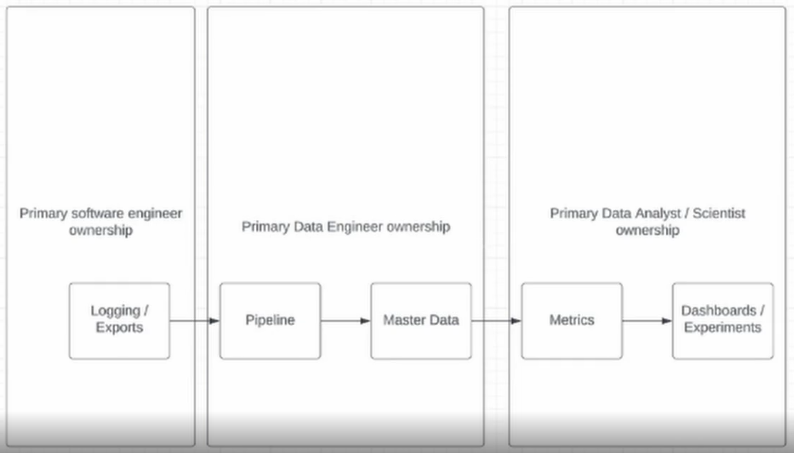 Primary software engineer
ownership
Primary Data Engineer ownership
Primary Data Analyst / Scientist
ownership
Logging /
Exports
Pipeline
Master Data
Metrics
Dashboards /
Experiments